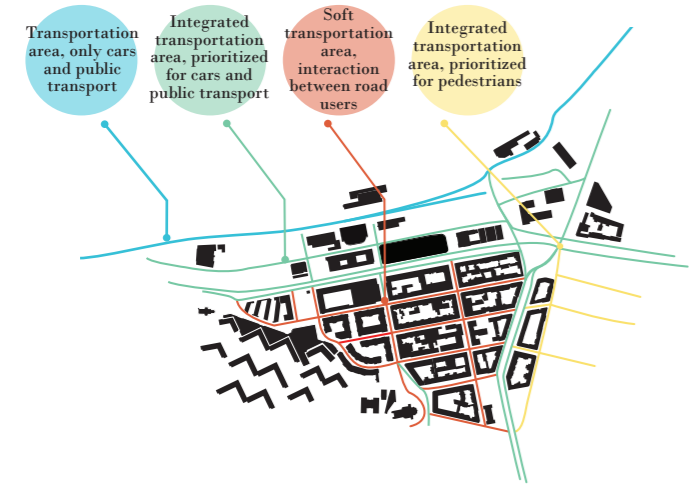 Transportation
area, only cars
and public
transport
Integrated
transportation
area, prioritized
for cars and
public transport
Soft
transportation
area,
interaction
between road
users
Integrated
transportation
area, prioritized
for pedestrians